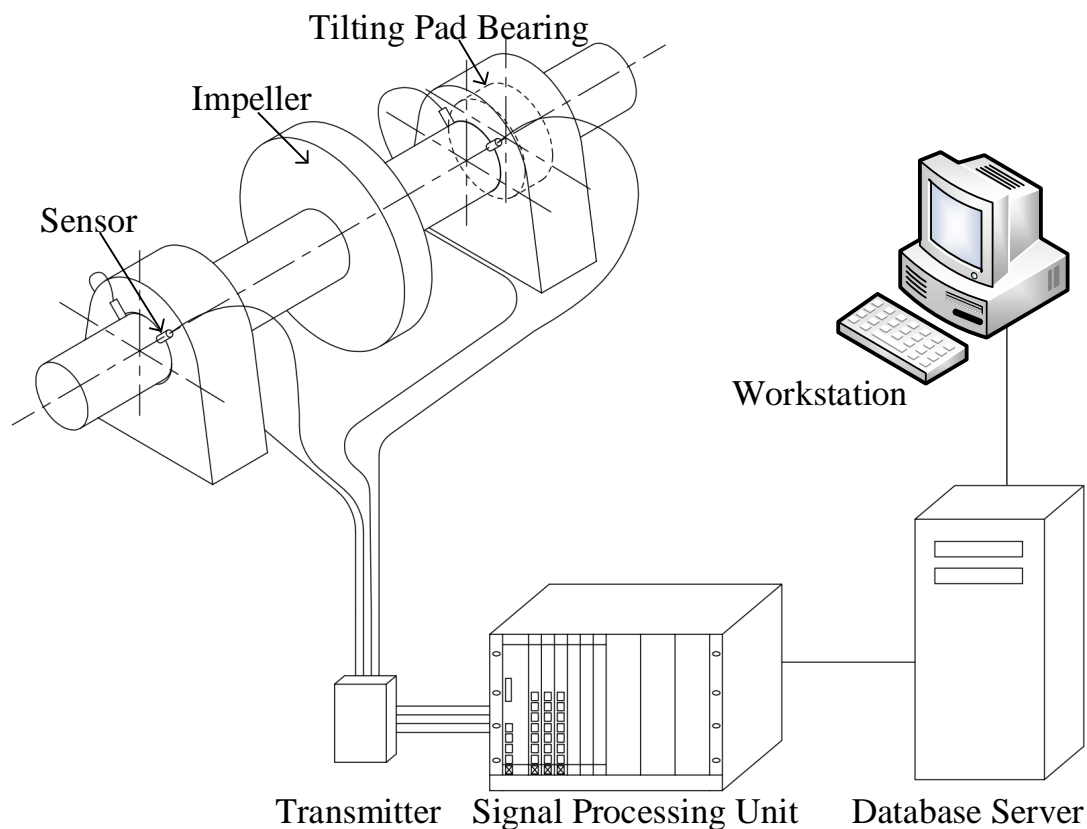 Tilting Pad Bearing
Impeller
Sensor
Workstation
Transmitter
Signal Processing Unit
Database Server